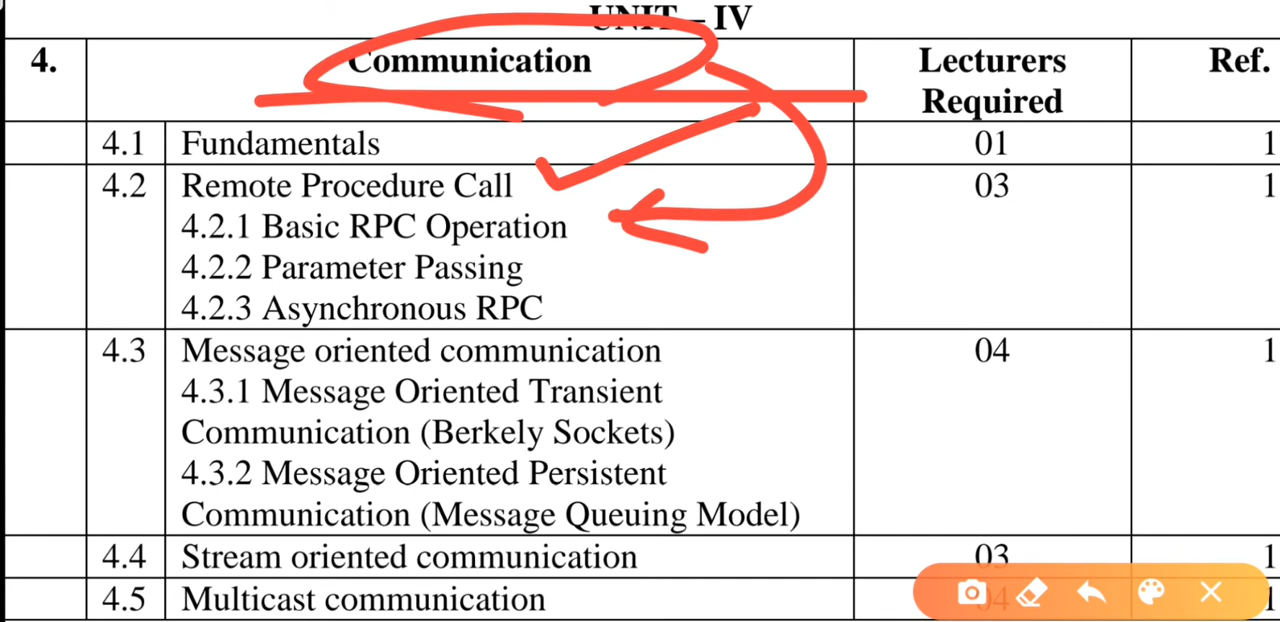 UNIT – IV
4. Communication Lecturers Required Ref.
4.1 Fundamentals 01 1
4.2 Remote Procedure Call 03 1
4.2.1 Basic RPC Operation
4.2.2 Parameter Passing
4.2.3 Asynchronous RPC
4.3 Message oriented communication 04 1
4.3.1 Message Oriented Transient
Communication (Berkely Sockets)
4.3.2 Message Oriented Persistent
Communication (Message Queuing Model)
4.4 Stream oriented communication 03 1
4.5 Multicast communication 04 1